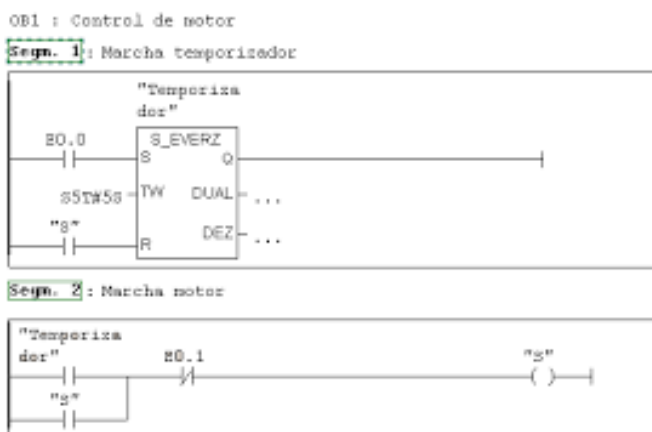 OB1 : Control de motor
Segm. 1: Marcha temporizador
"Temporiza
dor"
E0.0
S_EVERZ
S Q
S5T#5S TW DUAL ...
"S"
R DEZ ...
Segm. 2: Marcha motor
"Temporiza
dor"
E0.1 "S"
( )
"S"